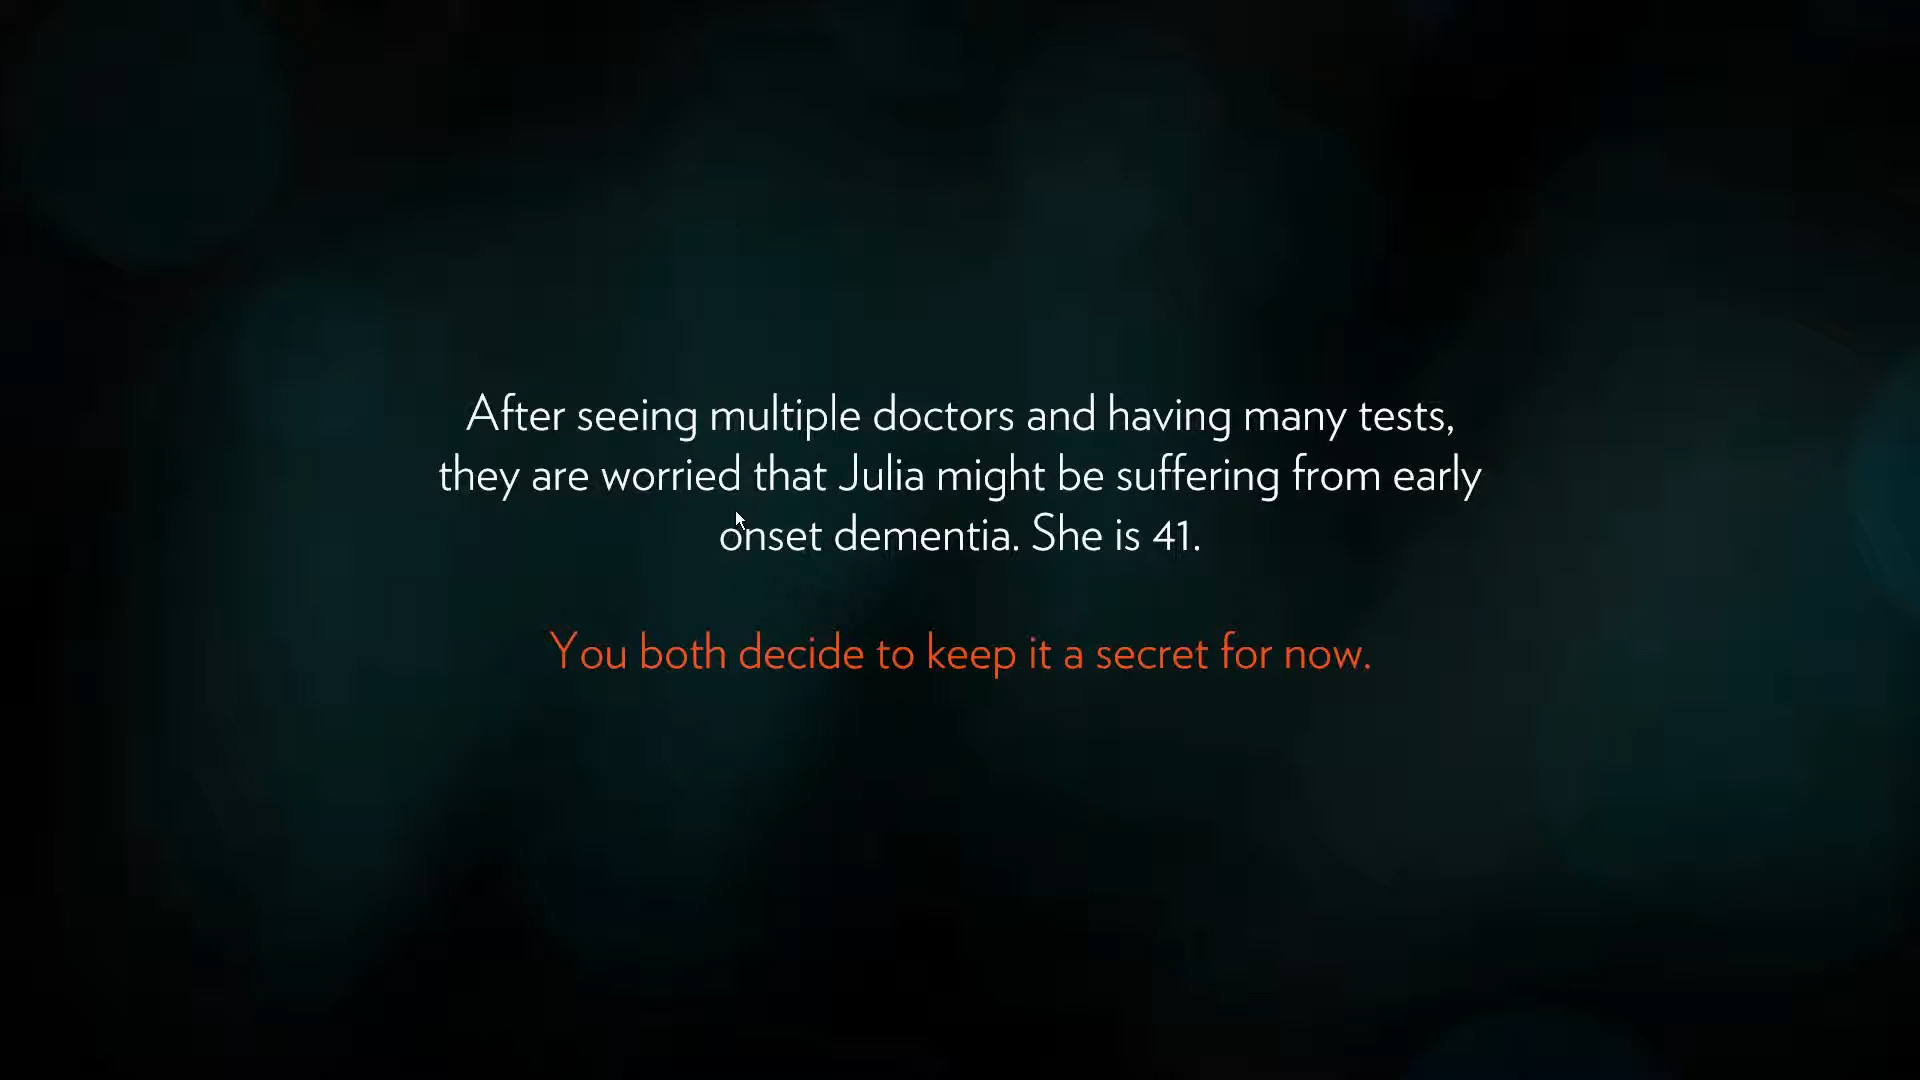 After seeing multiple doctors and having many tests,
they are worried that Julia might be suffering from early
onset dementia. She is 41.
You both decide to keep it a secret for now.